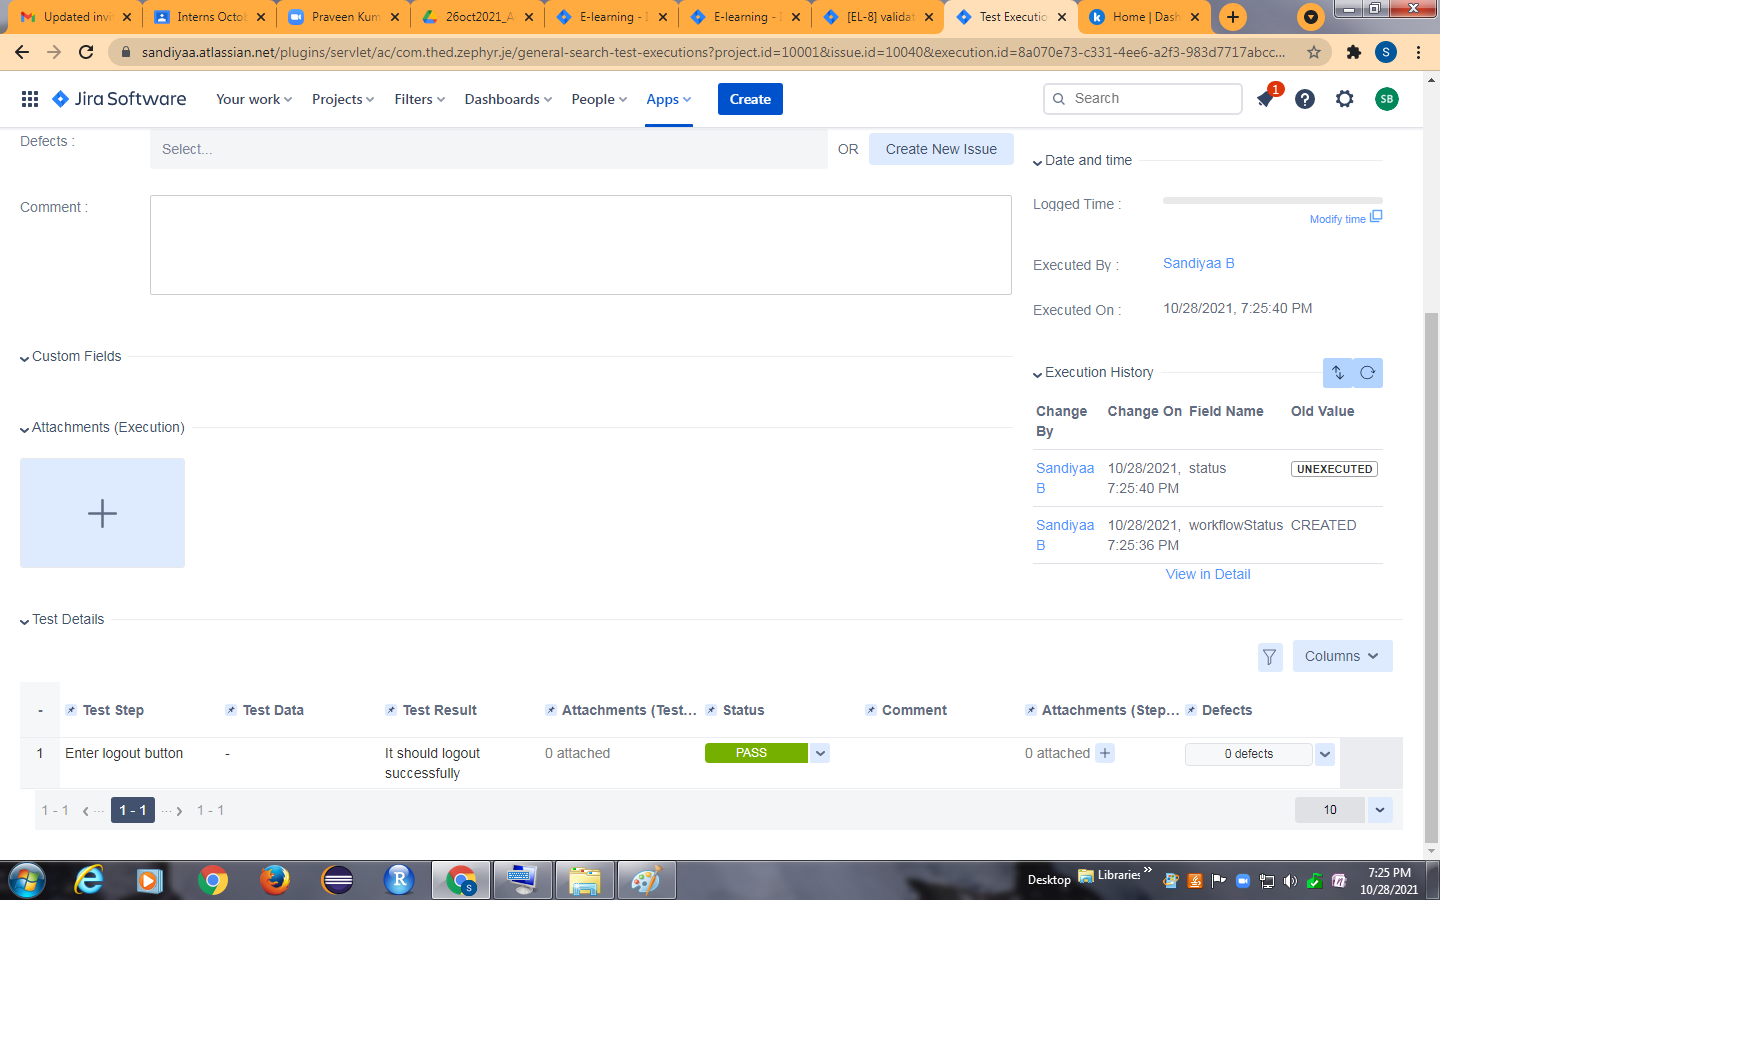 Updated invi
Interns Octob
Praveen Kum
26oct2021_A
E-learning - I
E-learning - I
[EL-8] validat
Test Executio
Home | Dash
sandiyaa.atlassian.net/plugins/servlet/ac/com.thed.zephyr.je/general-search-test-executions?project.id=10001&issue.id=10040&execution.id=8a070e73-c331-4ee6-a2f3-983d7717abcc...
S
Jira Software
Your work
Projects
Filters
Dashboards
People
Apps
Create
Search
1
SB
Defects :
Select...
OR
Create New Issue
Comment :
Date and time
Logged Time :
Modify time
Executed By :
Sandiyaa B
Executed On :
10/28/2021, 7:25:40 PM
Custom Fields
Attachments (Execution)
Execution History
Change By Change On Field Name Old Value
Sandiyaa B 10/28/2021, 7:25:40 PM status UNEXECUTED
Sandiyaa B 10/28/2021, 7:25:36 PM workflowStatus CREATED
View in Detail
Test Details
Columns
- Test Step Test Data Test Result Attachments (Test... Status Comment Attachments (Step... Defects
1 Enter logout button - It should logout successfully 0 attached PASS 0 attached + 0 defects
1 - 1 ‹ ... 1 - 1 ... › 1 - 1
10
Desktop
Libraries
»
7:25 PM
10/28/2021